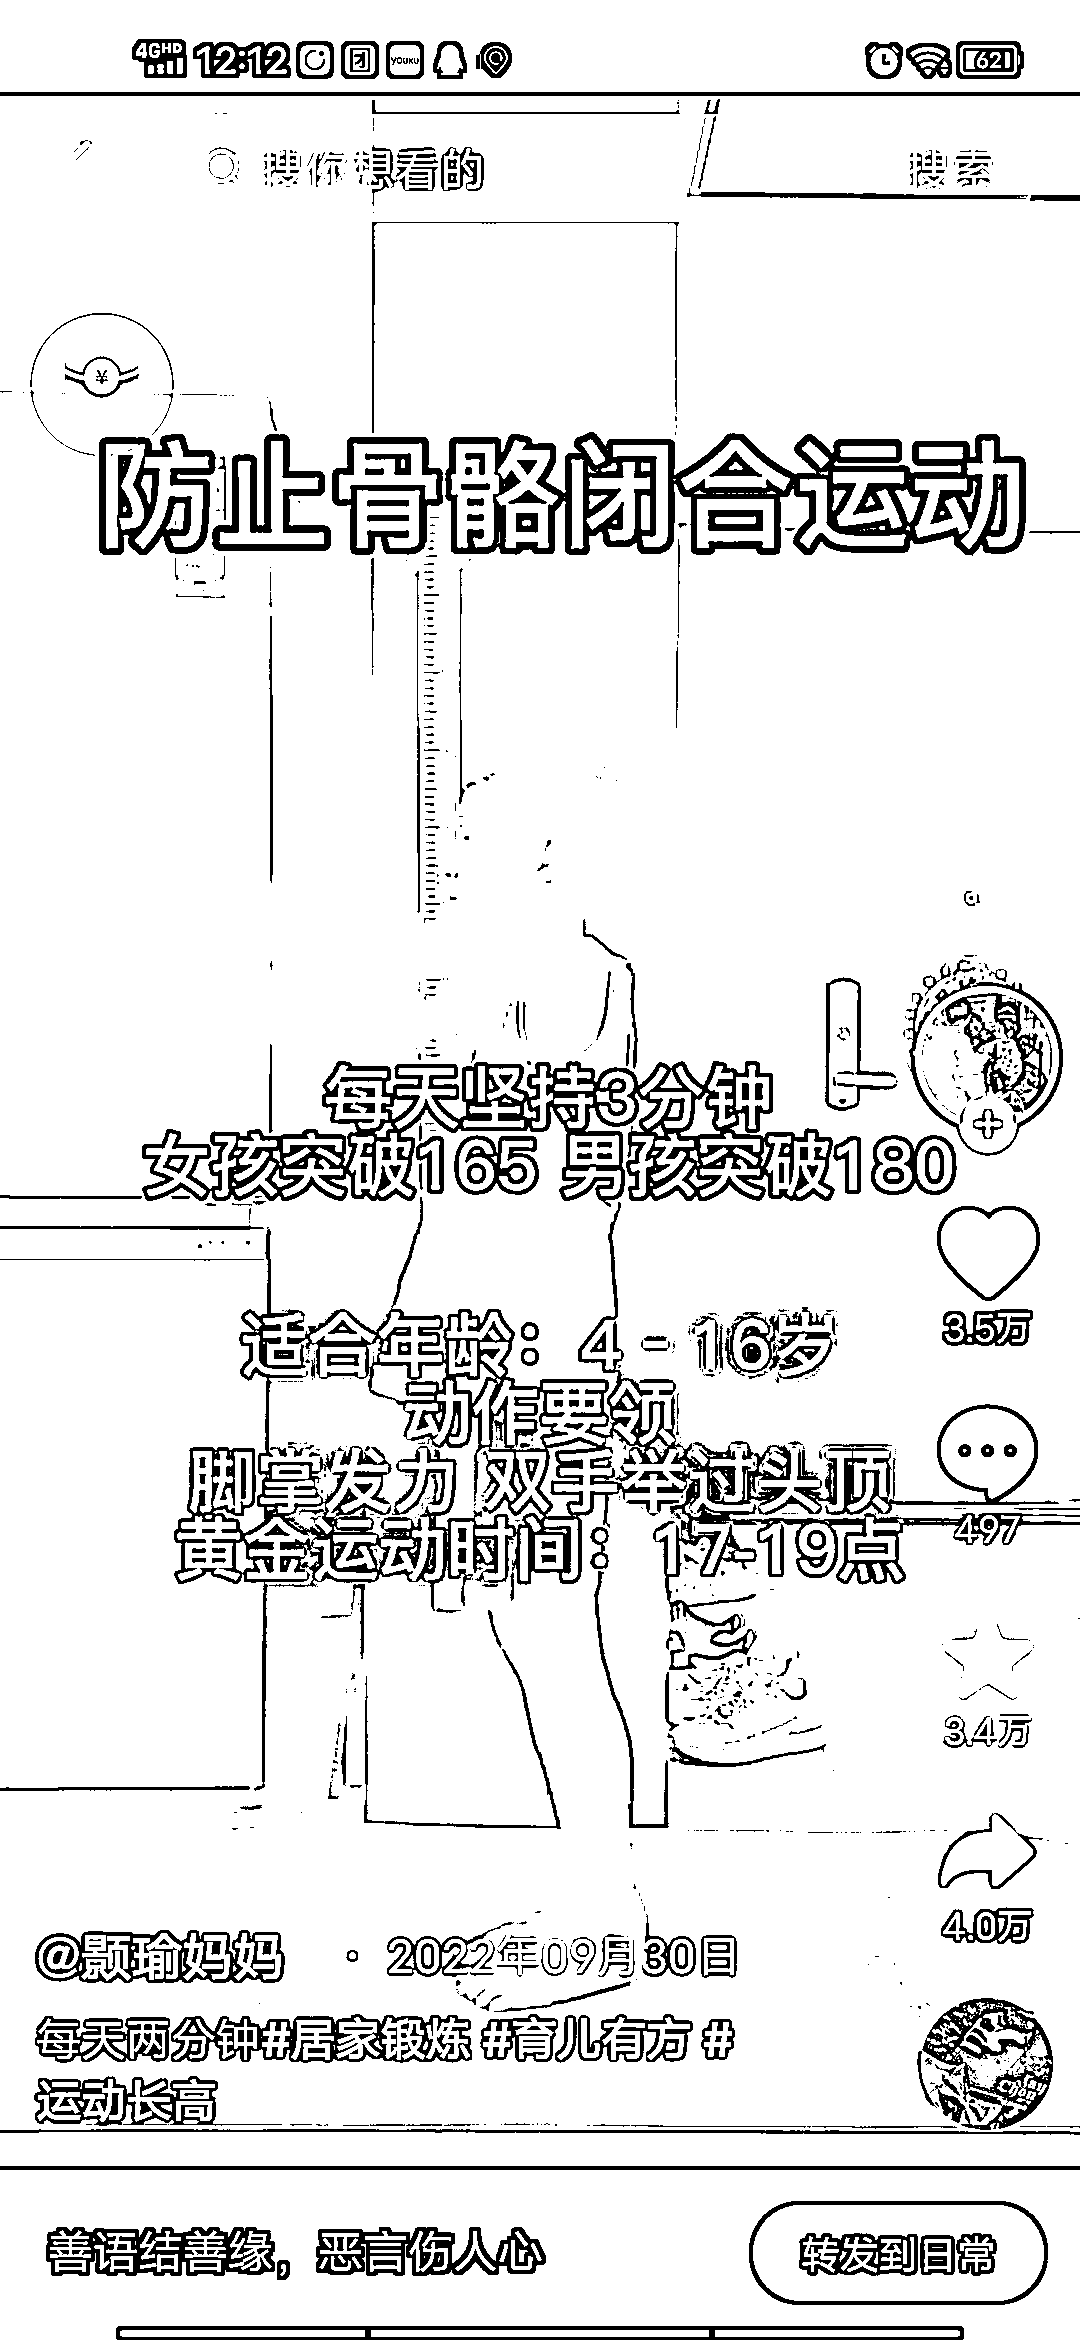 4GHD 12:12 YOUKU 62
搜你想看的 搜索
防止骨骼闭合运动
每天坚持3分钟
女孩突破165 男孩突破180
适合年龄：4 - 16岁
动作要领
脚掌发力 双手举过头顶
黄金运动时间：17-19点
3.5万
497
3.4万
4.0万
@颢瑜妈妈 · 2022年09月30日
每天两分钟#居家锻炼 #育儿有方 #
运动长高
善语结善缘，恶言伤人心
转发到日常